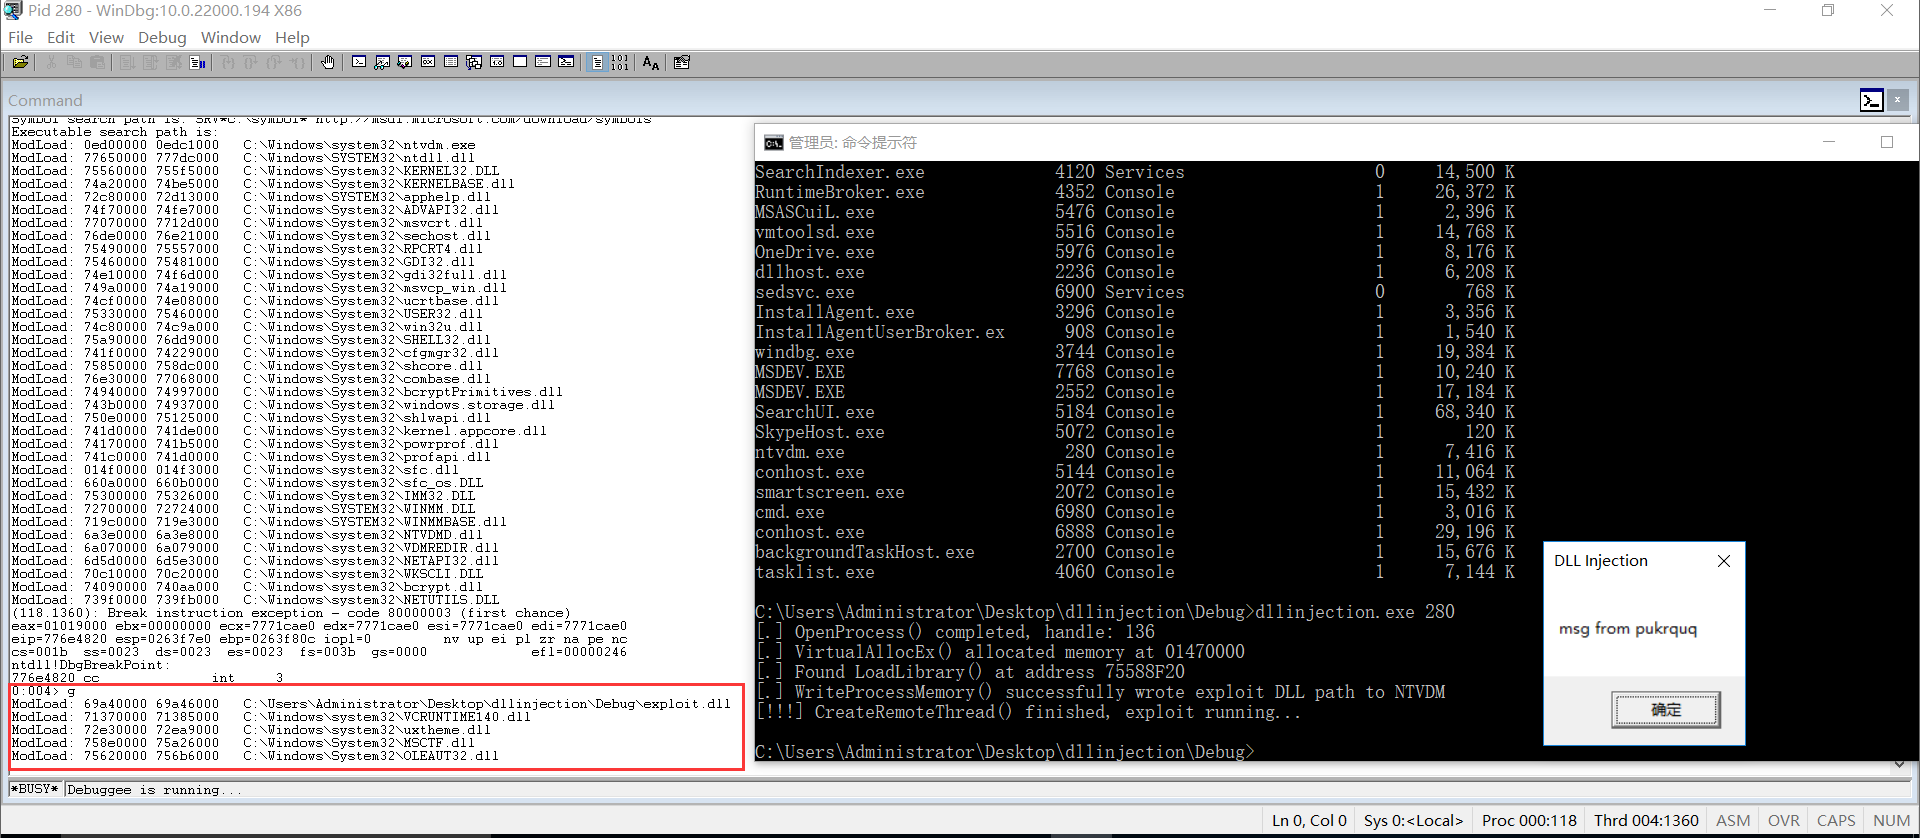 Pid 280 - WinDbg:10.0.22000.194 X86
File Edit View Debug Window Help
Command
Symbol search path is: SRV*c:\symbol* http://msdl.microsoft.com/download/symbols
Executable search path is:
ModLoad: 0ed00000 0edc1000 C:\Windows\system32\ntvdm.exe
ModLoad: 77650000 777dc000 C:\Windows\SYSTEM32\ntdll.dll
ModLoad: 75560000 755f5000 C:\Windows\System32\KERNEL32.DLL
ModLoad: 74a20000 74be5000 C:\Windows\System32\KERNELBASE.dll
ModLoad: 72c80000 72d13000 C:\Windows\SYSTEM32\apphelp.dll
ModLoad: 74f70000 74fe7000 C:\Windows\System32\ADVAPI32.dll
ModLoad: 77070000 7712d000 C:\Windows\System32\msvcrt.dll
ModLoad: 76de0000 76e21000 C:\Windows\System32\sechost.dll
ModLoad: 75490000 75557000 C:\Windows\System32\RPCRT4.dll
ModLoad: 75460000 75481000 C:\Windows\System32\GDI32.dll
ModLoad: 74e10000 74f6d000 C:\Windows\System32\gdi32full.dll
ModLoad: 749a0000 74a19000 C:\Windows\System32\msvcp_win.dll
ModLoad: 74cf0000 74e08000 C:\Windows\System32\ucrtbase.dll
ModLoad: 75330000 75460000 C:\Windows\System32\USER32.dll
ModLoad: 74c80000 74c9a000 C:\Windows\System32\win32u.dll
ModLoad: 75a90000 76dd9000 C:\Windows\System32\SHELL32.dll
ModLoad: 741f0000 74229000 C:\Windows\System32\cfgmgr32.dll
ModLoad: 75850000 758dc000 C:\Windows\System32\shcore.dll
ModLoad: 76e30000 77068000 C:\Windows\System32\combase.dll
ModLoad: 74940000 74997000 C:\Windows\System32\bcryptPrimitives.dll
ModLoad: 743b0000 74937000 C:\Windows\System32\windows.storage.dll
ModLoad: 750e0000 75125000 C:\Windows\System32\shlwapi.dll
ModLoad: 741d0000 741de000 C:\Windows\System32\kernel.appcore.dll
ModLoad: 74170000 741b5000 C:\Windows\System32\powrprof.dll
ModLoad: 741c0000 741d0000 C:\Windows\System32\profapi.dll
ModLoad: 014f0000 014f3000 C:\Windows\System32\sfc.dll
ModLoad: 660a0000 660b0000 C:\Windows\System32\sfc_os.DLL
ModLoad: 75300000 75326000 C:\Windows\System32\IMM32.DLL
ModLoad: 72700000 72724000 C:\Windows\SYSTEM32\WINMM.DLL
ModLoad: 719c0000 719e3000 C:\Windows\SYSTEM32\WINMMBASE.dll
ModLoad: 6a3e0000 6a3e8000 C:\Windows\system32\NTVDMD.dll
ModLoad: 6a070000 6a079000 C:\Windows\system32\VDMREDIR.dll
ModLoad: 6d5d0000 6d5e3000 C:\Windows\system32\NETAPI32.dll
ModLoad: 70c10000 70c20000 C:\Windows\system32\WKSCLI.DLL
ModLoad: 74090000 740aa000 C:\Windows\system32\bcrypt.dll
ModLoad: 739f0000 739fb000 C:\Windows\system32\NETUTILS.DLL
(118.1360): Break instruction exception - code 80000003 (first chance)
eax=01019000 ebx=00000000 ecx=7771cae0 edx=7771cae0 esi=7771cae0 edi=7771cae0
eip=776e4820 esp=0263f7e0 ebp=0263f80c iopl=0 nv up ei pl zr na pe nc
cs=001b ss=0023 ds=0023 es=0023 fs=003b gs=0000 efl=00000246
ntdll!DbgBreakPoint:
776e4820 cc int 3
0:004> g
ModLoad: 69a40000 69a46000 C:\Users\Administrator\Desktop\dllinjection\Debug\exploit.dll
ModLoad: 71370000 71385000 C:\Windows\System32\VCRUNTIME140.dll
ModLoad: 72e30000 72ea9000 C:\Windows\system32\uxtheme.dll
ModLoad: 758e0000 75a26000 C:\Windows\System32\MSCTF.dll
ModLoad: 75620000 756b6000 C:\Windows\System32\OLEAUT32.dll
*BUSY* Debuggee is running...
管理员: 命令提示符
SearchIndexer.exe 4120 Services 0 14,500 K
RuntimeBroker.exe 4352 Console 1 26,372 K
MSASCuiL.exe 5476 Console 1 2,396 K
vmtoolsd.exe 5516 Console 1 14,768 K
OneDrive.exe 5976 Console 1 8,176 K
dllhost.exe 2236 Console 1 6,208 K
sedsvc.exe 6900 Services 0 768 K
InstallAgent.exe 3296 Console 1 3,356 K
InstallAgentUserBroker.ex 908 Console 1 1,540 K
windbg.exe 3744 Console 1 19,384 K
MSDEV.EXE 7768 Console 1 10,240 K
MSDEV.EXE 2552 Console 1 17,184 K
SearchUI.exe 5184 Console 1 68,340 K
SkypeHost.exe 5072 Console 1 120 K
ntvdm.exe 280 Console 1 7,416 K
conhost.exe 5144 Console 1 11,064 K
smartscreen.exe 2072 Console 1 15,432 K
cmd.exe 6980 Console 1 3,016 K
conhost.exe 6888 Console 1 29,196 K
backgroundTaskHost.exe 2700 Console 1 15,676 K
tasklist.exe 4060 Console 1 7,144 K
C:\Users\Administrator\Desktop\dllinjection\Debug>dllinjection.exe 280
[.] OpenProcess() completed, handle: 136
[.] VirtualAllocEx() allocated memory at 01470000
[.] Found LoadLibrary() at address 75588F20
[.] WriteProcessMemory() successfully wrote exploit DLL path to NTVDM
[!!!] CreateRemoteThread() finished, exploit running...
C:\Users\Administrator\Desktop\dllinjection\Debug>
DLL Injection
msg from pukrquq
确定
Ln 0, Col 0 Sys 0:<Local> Proc 000:118 Thrd 004:1360 ASM OVR CAPS NUM